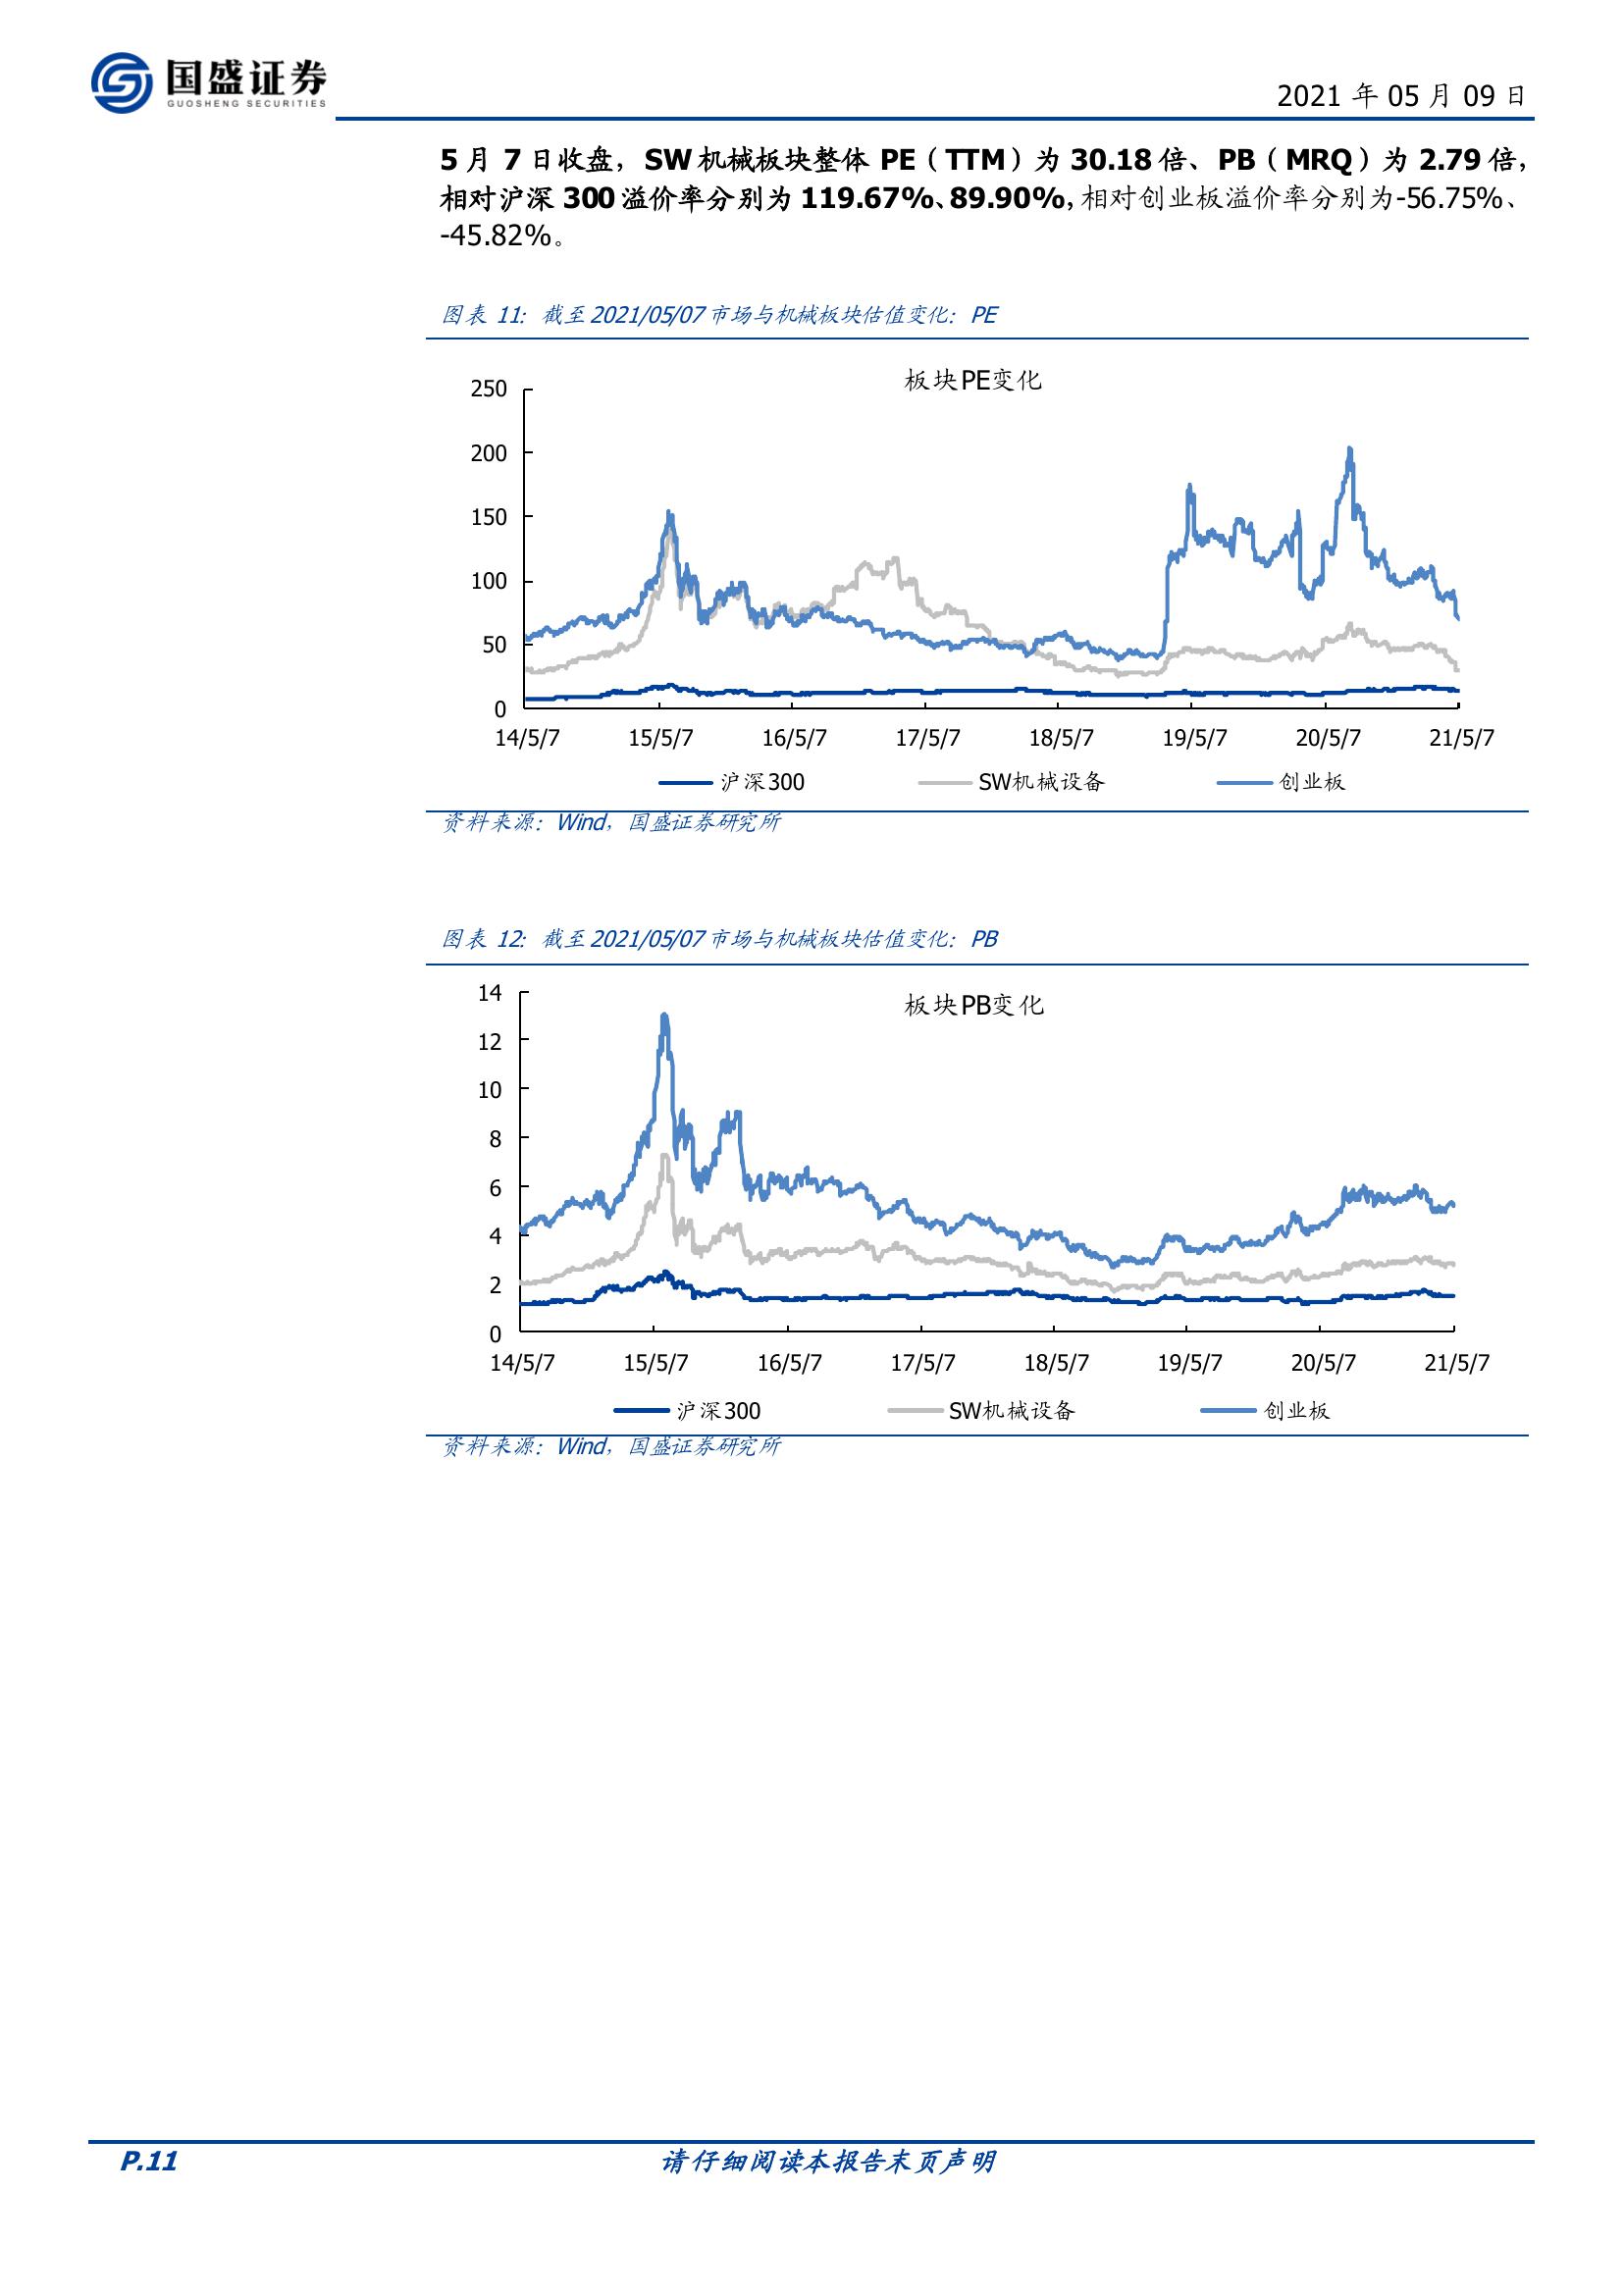 国盛证券
GUOSHENG SECURITIES
2021 年 05 月 09 日
5 月 7 日收盘，SW 机械板块整体 PE（TTM）为 30.18 倍、PB（MRQ）为 2.79 倍，
相对沪深 300 溢价率分别为 119.67%、89.90%，相对创业板溢价率分别为-56.75%、
-45.82%。
图表 11：截至 2021/05/07 市场与机械板块估值变化：PE
板块PE变化
250
200
150
100
50
0
14/5/7 15/5/7 16/5/7 17/5/7 18/5/7 19/5/7 20/5/7 21/5/7
沪深300 SW机械设备 创业板
资料来源：Wind，国盛证券研究所
图表 12：截至 2021/05/07 市场与机械板块估值变化：PB
板块PB变化
14
12
10
8
6
4
2
0
14/5/7 15/5/7 16/5/7 17/5/7 18/5/7 19/5/7 20/5/7 21/5/7
沪深300 SW机械设备 创业板
资料来源：Wind，国盛证券研究所
P.11 请仔细阅读本报告末页声明